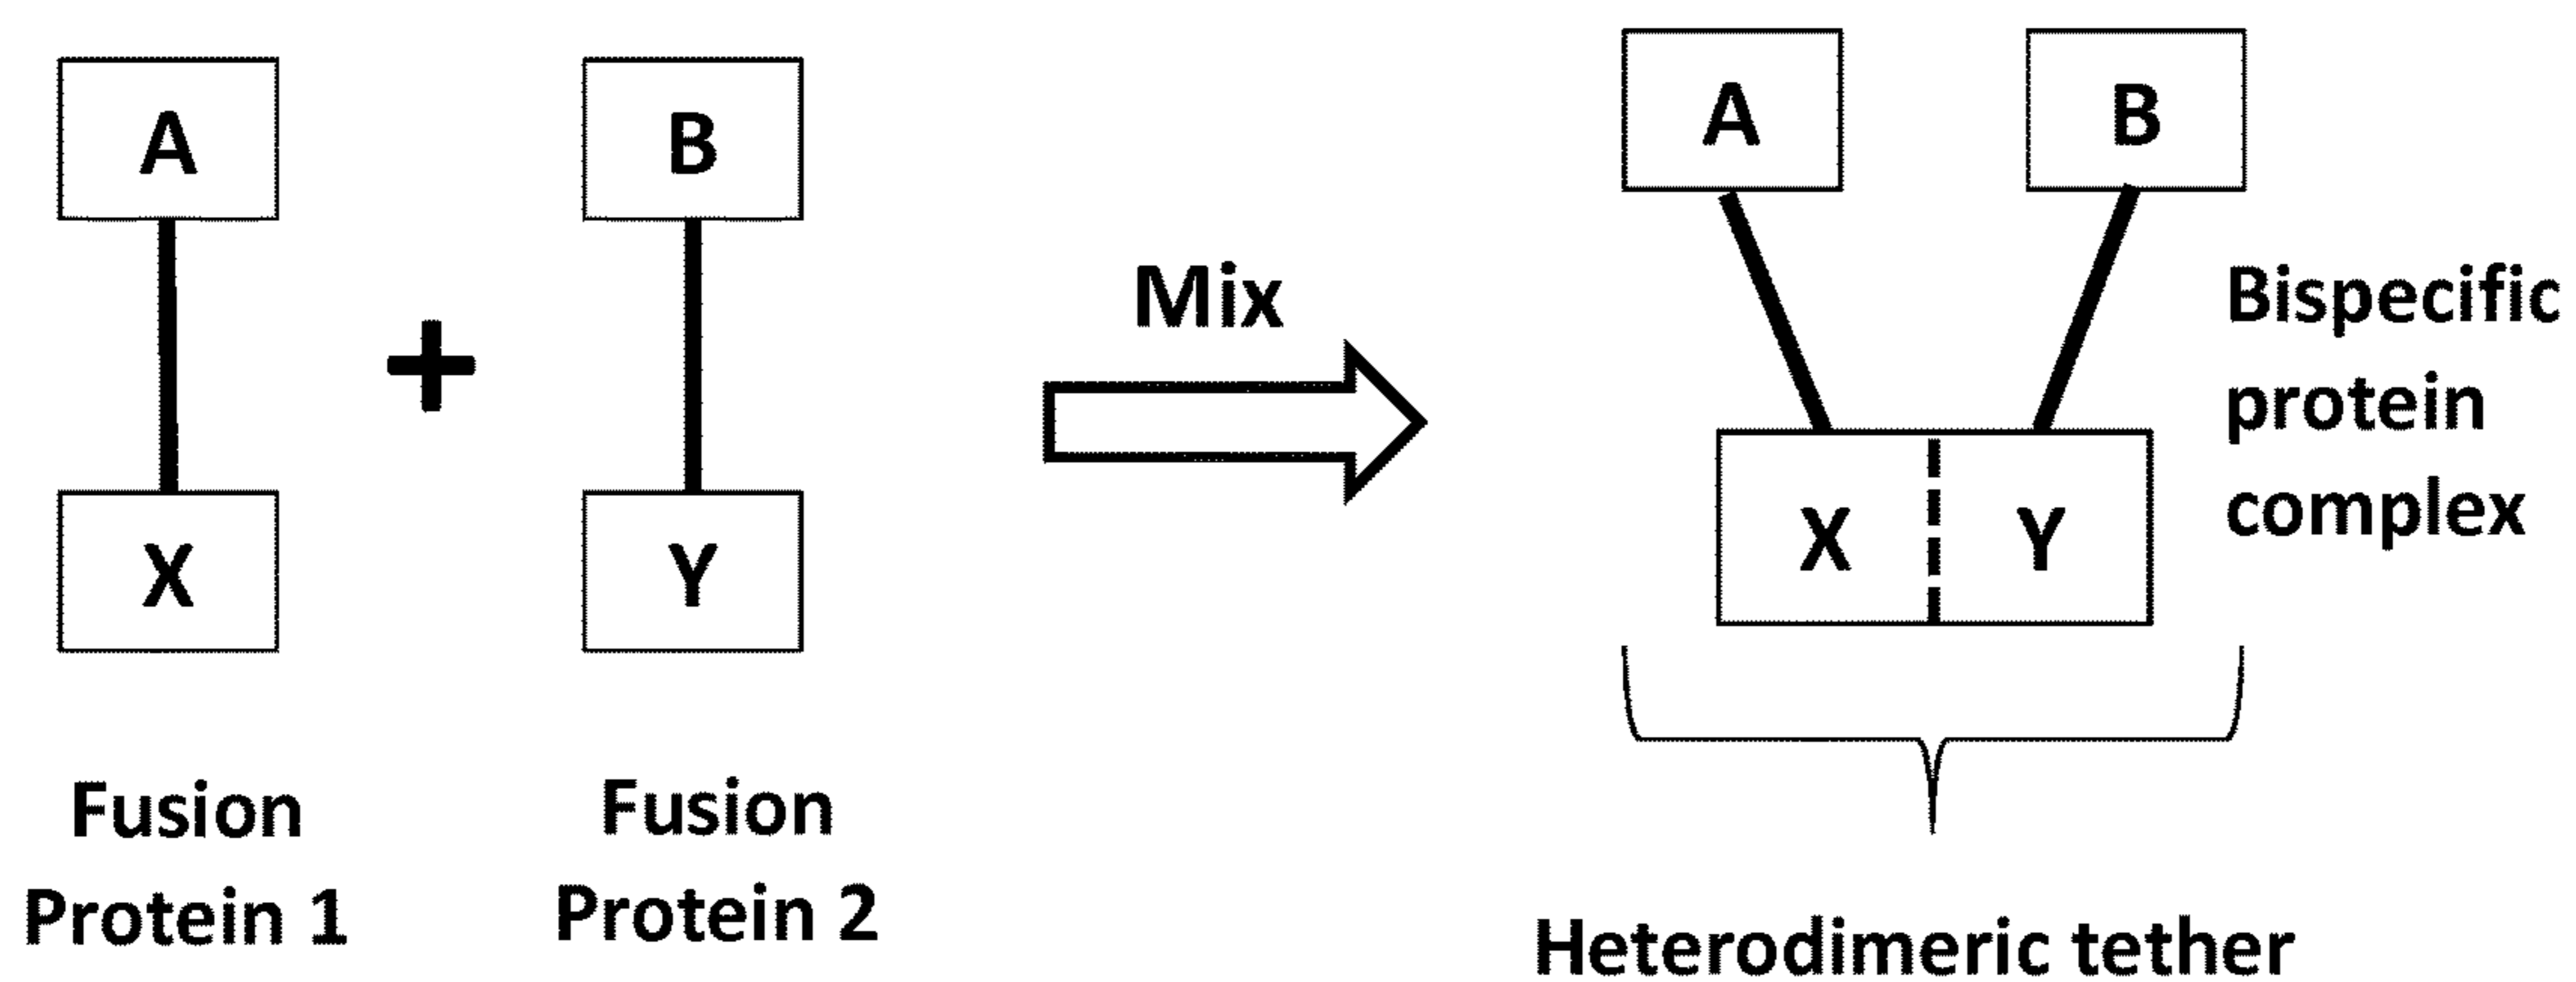 A
B
A
B
+
Mix
Bispecific
protein
complex
X
Y
X
Y
Fusion
Protein 1
Fusion
Protein 2
Heterodimeric tether